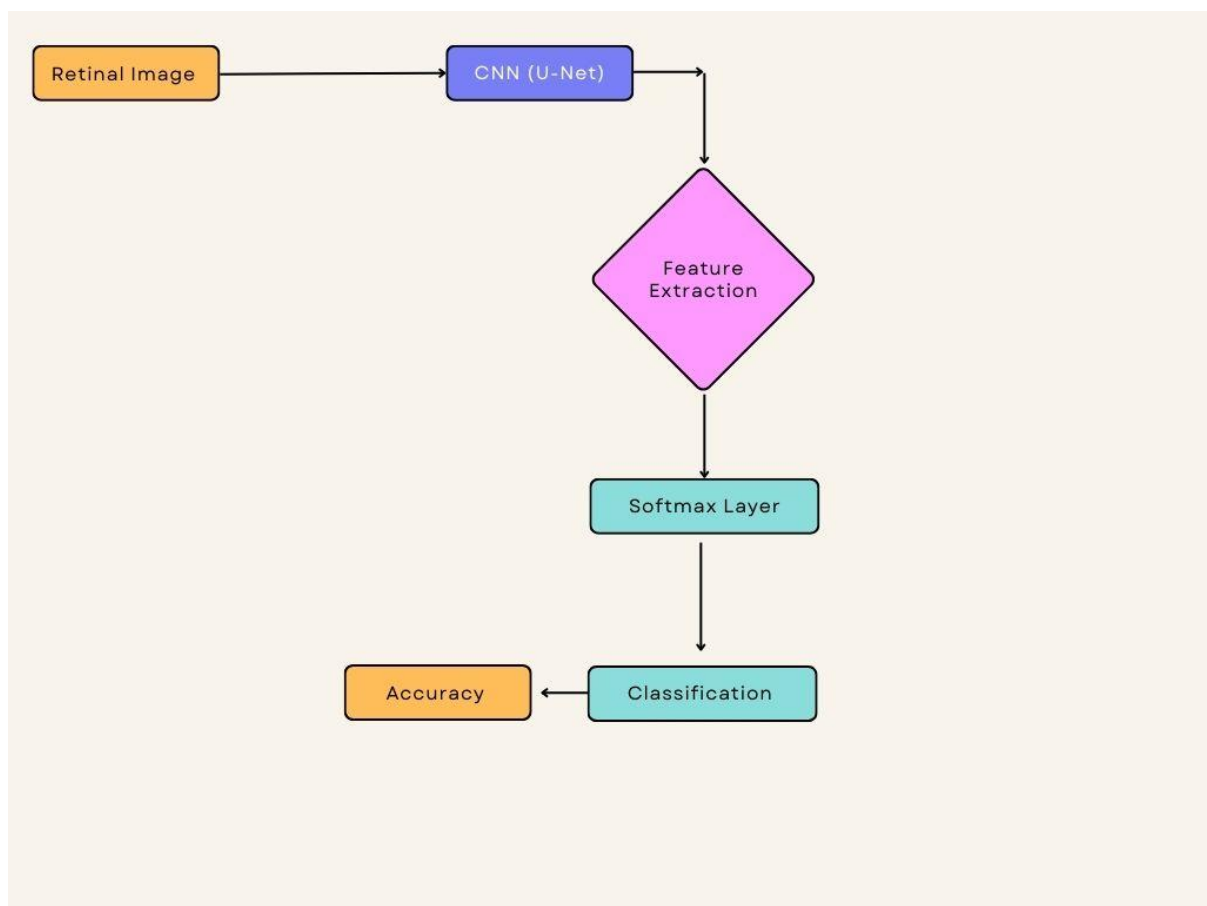 Retinal Image
CNN (U-Net)
Feature
Extraction
Softmax Layer
Accuracy
Classification